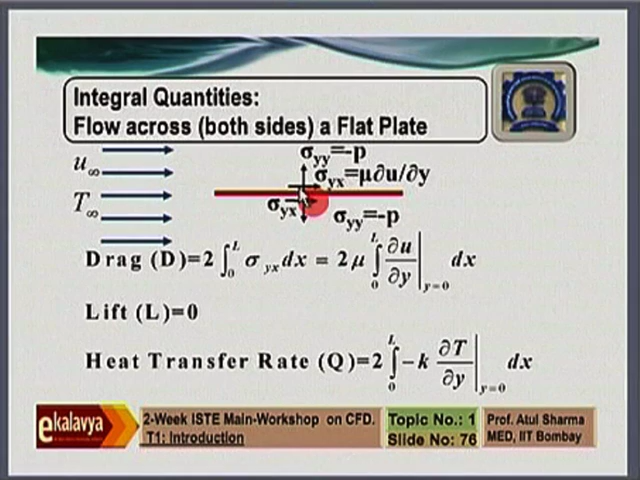 Integral Quantities:
Flow across (both sides) a Flat Plate
u∞
T∞
σyy=-p
σyx=μ∂u/∂y
σyx
σyy=-p
Drag (D)=2 ∫₀ᴸ σyx dx = 2 μ ∫₀ᴸ ∂u/∂y |y=0 dx
Lift (L)=0
Heat Transfer Rate (Q)=2 ∫₀ᴸ -k ∂T/∂y |y=0 dx
ekalavya
2-Week ISTE Main-Workshop on CFD.
T1: Introduction
Topic No.: 1
Slide No: 76
Prof. Atul Sharma
MED, IIT Bombay